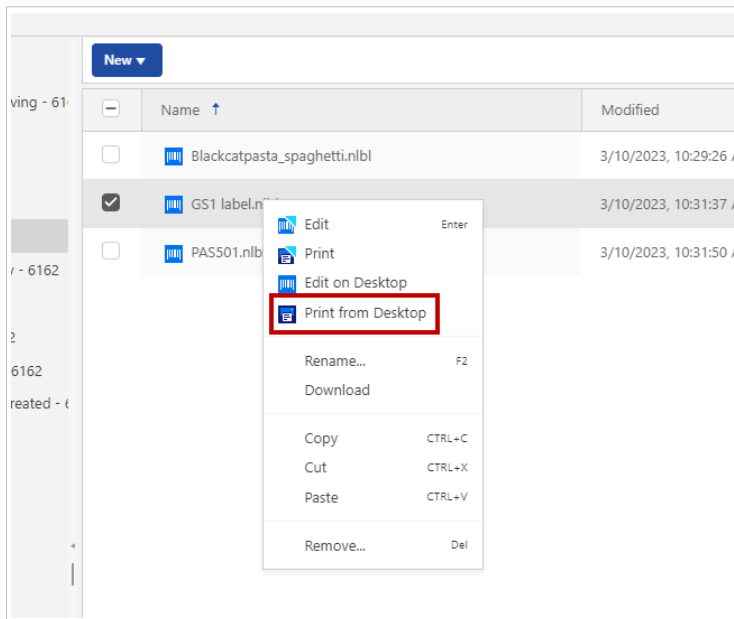 New
ving - 61
Name
Modified
Blackcatpasta_spaghetti.nlbl
3/10/2023, 10:29:26
GS1 label.n
3/10/2023, 10:31:37
Edit Enter
PAS501.nlb
Print
3/10/2023, 10:31:50
- 6162
Edit on Desktop
Print from Desktop
2
Rename... F2
6162
Download
reated - 6
Copy CTRL+C
Cut CTRL+X
Paste CTRL+V
Remove... Del